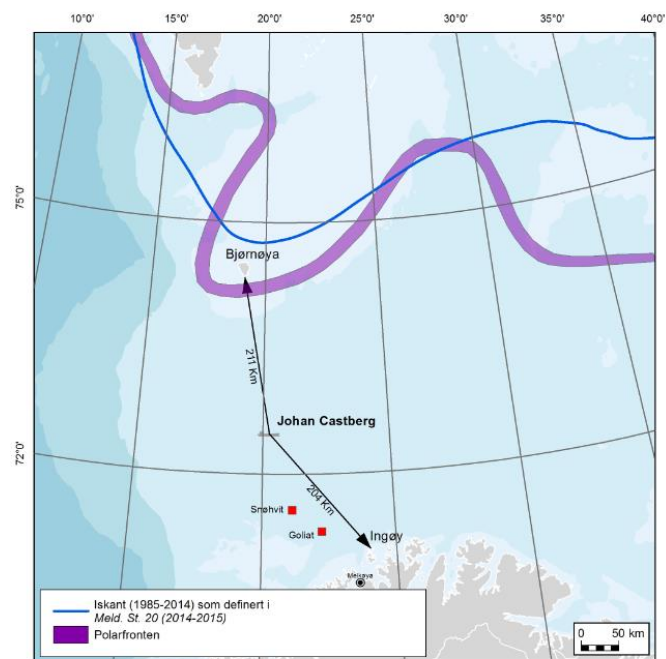 10°0' 15°0' 20°0' 25°0' 30°0' 35°0' 40°0'
75°0'
Bjørnøya
211 Km
Johan Castberg
72°0'
204 Km
Snøhvit
Goliat
Ingøy
Melkøya
Iskant (1985-2014) som definert i
Meld. St. 20 (2014-2015)
Polarfronten
0 50 km